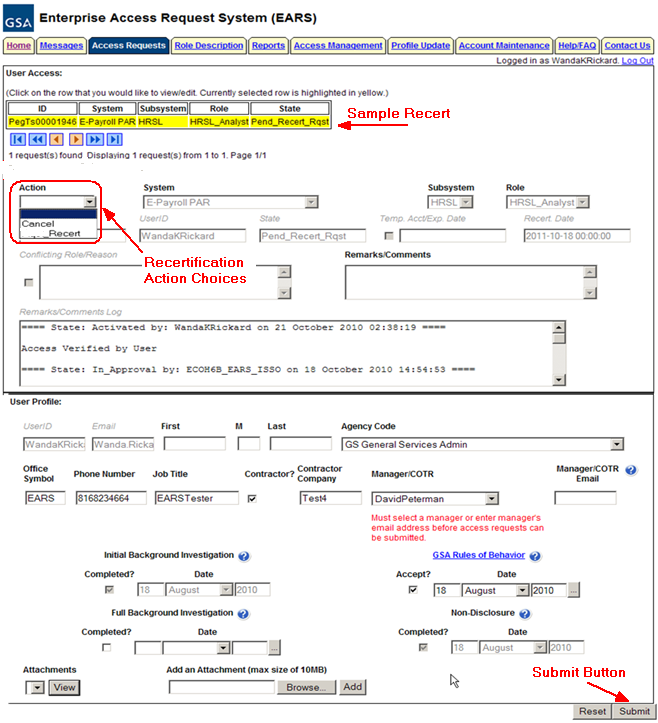 GSA Enterprise Access Request System (EARS)
Home Messages Access Requests Role Description Reports Access Management Profile Update Account Maintenance Help/FAQ Contact Us
Logged in as WandaKRickard. Log Out
User Access:
(Click on the row that you would like to view/edit. Currently selected row is highlighted in yellow.)
ID System Subsystem Role State
PegTs00001946 E-Payroll PAR HRSL HRSL_Analyst Pend_Recert_Rqst
Sample Recert
1 request(s) found Displaying 1 request(s) from 1 to 1. Page 1/1
Action System Subsystem Role
E-Payroll PAR HRSL HRSL_Analyst
Cancel
Recert
UserID State Temp. Acct/Exp. Date Recert. Date
WandaKRickard Pend_Recert_Rqst 2011-10-18 00:00:00
Recertification
Action Choices
Conflicting Role/Reason Remarks/Comments
Remarks/Comments Log
==== State: Activated by: WandaKRickard on 21 October 2010 02:38:19 ====
Access Verified by User
==== State: In_Approval by: ECOH6B_EARS_ISSO on 18 October 2010 14:54:53 ====
User Profile:
UserID Email First M Last Agency Code
WandaKRicka Wanda.Ricka GS General Services Admin
Office Symbol Phone Number Job Title Contractor? Contractor Company Manager/COTR Manager/COTR Email ?
EARS 8168234664 EARSTester Test4 DavidPeterman
Must select a manager or enter manager's
email address before access requests can
be submitted.
Initial Background Investigation ? GSA Rules of Behavior ?
Completed? Date Accept? Date
18 August 2010 18 August 2010 ...
Full Background Investigation ? Non-Disclosure ?
Completed? Date Completed? Date
... 18 August 2010
Attachments Add an Attachment (max size of 10MB)
View Browse... Add
Submit Button
Reset Submit